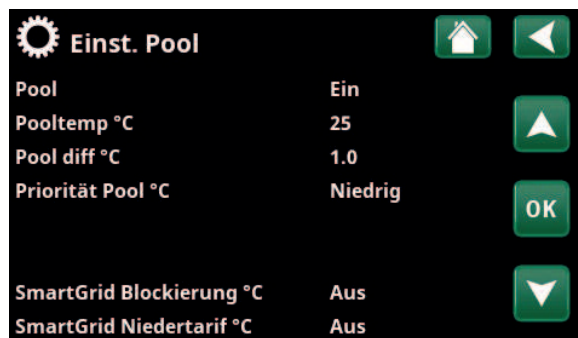 Einst. Pool
Pool Ein
Pooltemp °C 25
Pool diff °C 1.0
Priorität Pool °C Niedrig
OK
SmartGrid Blockierung °C Aus
SmartGrid Niedertarif °C Aus